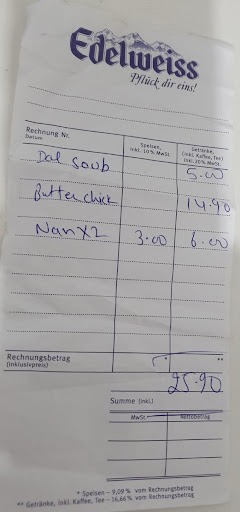 Edelweiss
Pflück dir eins!
Rechnung Nr.
Datum
Speisen,
inkl. 10% MwSt.
Getränke,
(inkl. Kaffee, Tee)
inkl. 20% MwSt.
Dal Soub 5.00
Butter chick 14.90
Nan x 2 3.00 6.00
Rechnungsbetrag
(inklusivpreis)
* **
25.90
Summe (inkl.)
MwSt. Nettobetrag
* Speisen – 9,09% vom Rechnungsbetrag
** Getränke, inkl. Kaffee, Tee – 16,66% vom Rechnungsbetrag